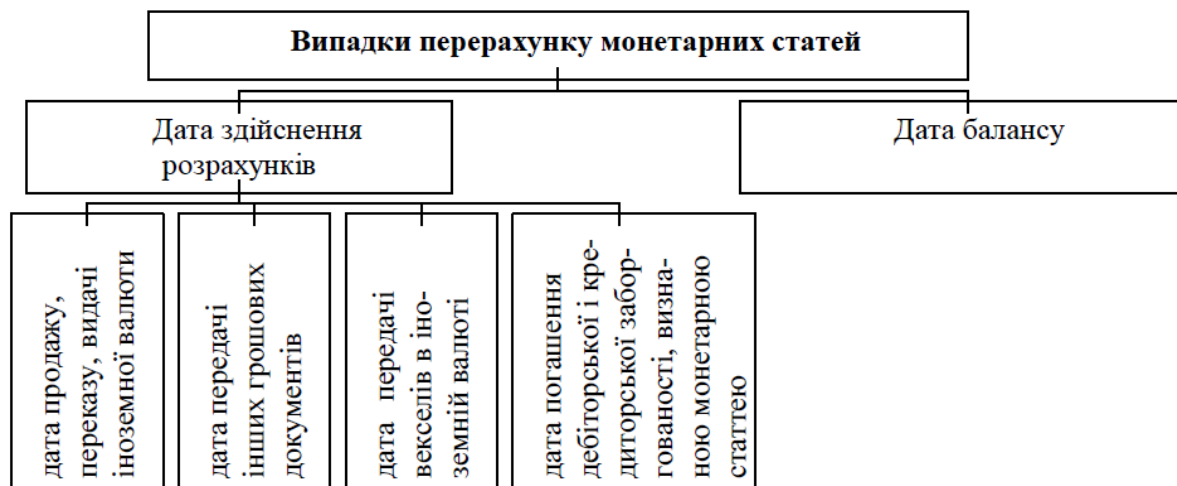 Випадки перерахунку монетарних статей
Дата здійснення
розрахунків
Дата балансу
дата продажу,
переказу, видачі
іноземної валюти
дата передачі
інших грошових
документів
дата передачі
векселів в іно-
земній валюті
дата погашення
дебіторської і кре-
диторської забор-
гованості, визна-
ною монетарною
статтею